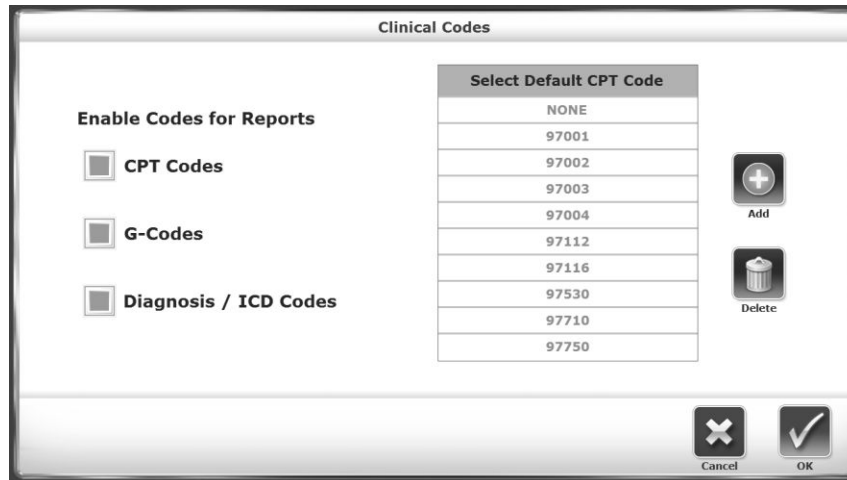 Clinical Codes
Enable Codes for Reports
CPT Codes
G-Codes
Diagnosis / ICD Codes
Select Default CPT Code
NONE
97001
97002
97003
97004
97112
97116
97530
97710
97750
Add
Delete
Cancel
OK